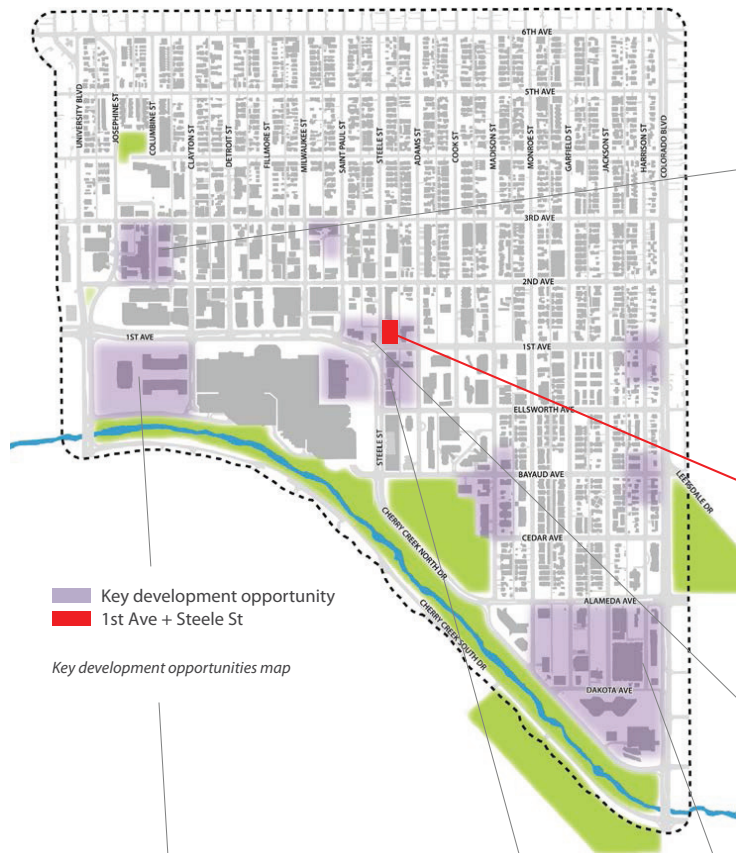 6TH AVE
5TH AVE
UNIVERSITY BLVD
JOSEPHINE ST
COLUMBINE ST
CLAYTON ST
DETROIT ST
FILLMORE ST
MILWAUKEE ST
SAINT PAUL ST
STEELE ST
ADAMS ST
COOK ST
MADISON ST
MONROE ST
GARFIELD ST
JACKSON ST
HARRISON ST
COLORADO BLVD
3RD AVE
2ND AVE
1ST AVE
1ST AVE
ELLSWORTH AVE
STEELE ST
BAYAUD AVE
LEETSDALE DR
CHERRY CREEK NORTH DR
CEDAR AVE
Key development opportunity
1st Ave + Steele St
ALAMEDA AVE
CHERRY CREEK SOUTH DR
Key development opportunities map
DAKOTA AVE